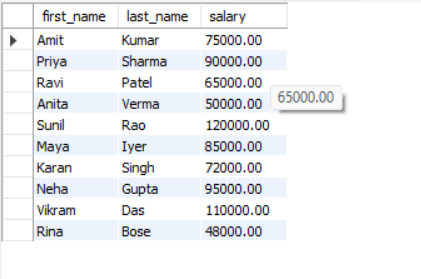 first_name last_name salary
Amit Kumar 75000.00
Priya Sharma 90000.00
Ravi Patel 65000.00
Anita Verma 50000.00
65000.00
Sunil Rao 120000.00
Maya Iyer 85000.00
Karan Singh 72000.00
Neha Gupta 95000.00
Vikram Das 110000.00
Rina Bose 48000.00